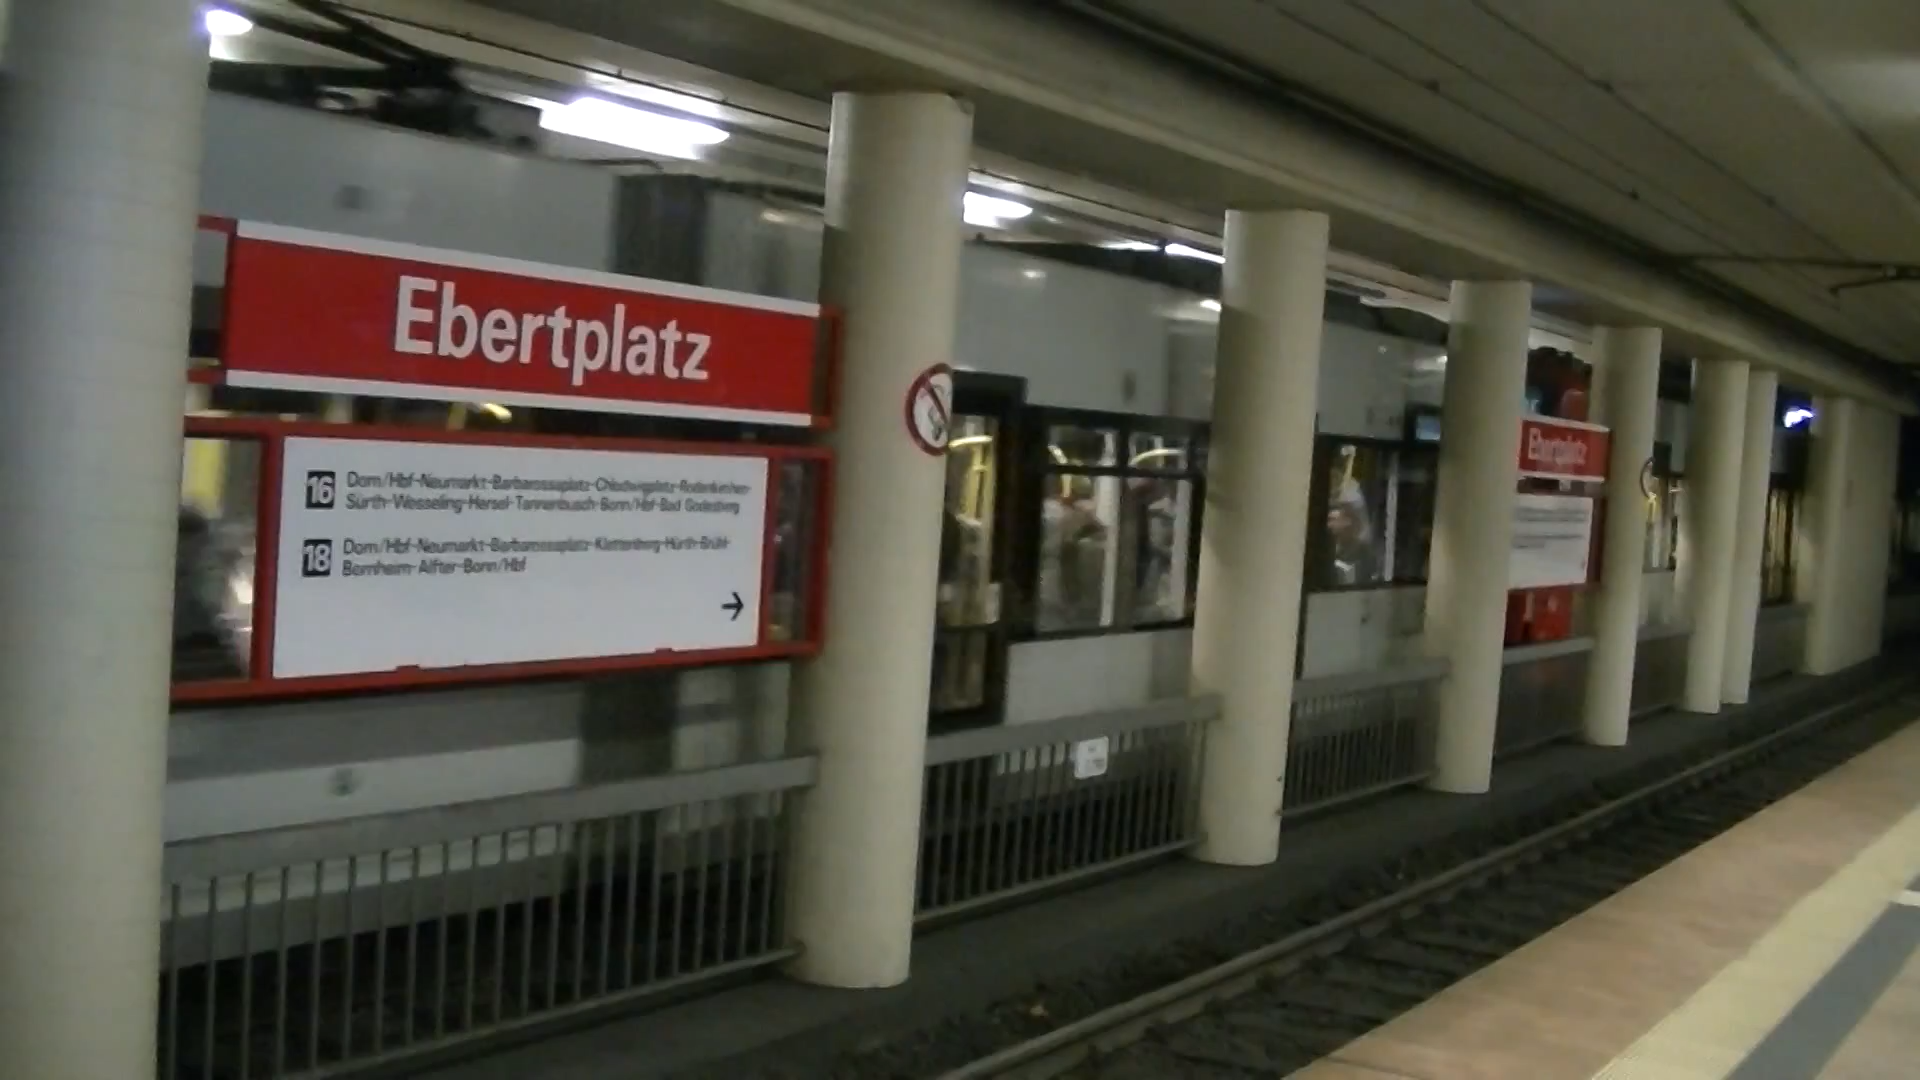 Ebertplatz
16 Dom/Hbf-Neumarkt-Barbarossaplatz-Chlodwigplatz-Rodenkirchen-
Sürth-Wesseling-Hersel-Tannenbusch-Bonn/Hbf-Bad Godesberg
18 Dom/Hbf-Neumarkt-Barbarossaplatz-Klettenberg-Hürth-Brühl-
Bornheim-Alfter-Bonn/Hbf
→
Ebertplatz